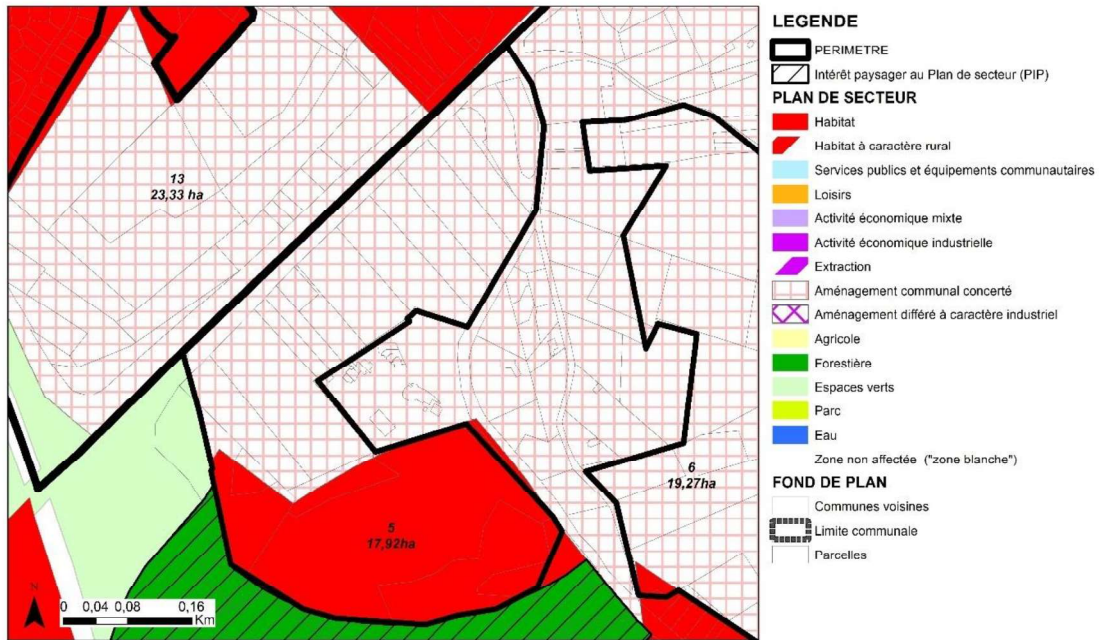 13
23,33 ha
6
19,27ha
5
17,92ha
N
0 0,04 0,08 0,16
Km
LEGENDE
PERIMETRE
Intérêt paysager au Plan de secteur (PIP)
PLAN DE SECTEUR
Habitat
Habitat à caractère rural
Services publics et équipements communautaires
Loisirs
Activité économique mixte
Activité économique industrielle
Extraction
Aménagement communal concerté
Aménagement différé à caractère industriel
Agricole
Forestière
Espaces verts
Parc
Eau
Zone non affectée ("zone blanche")
FOND DE PLAN
Communes voisines
Limite communale
Parcelles